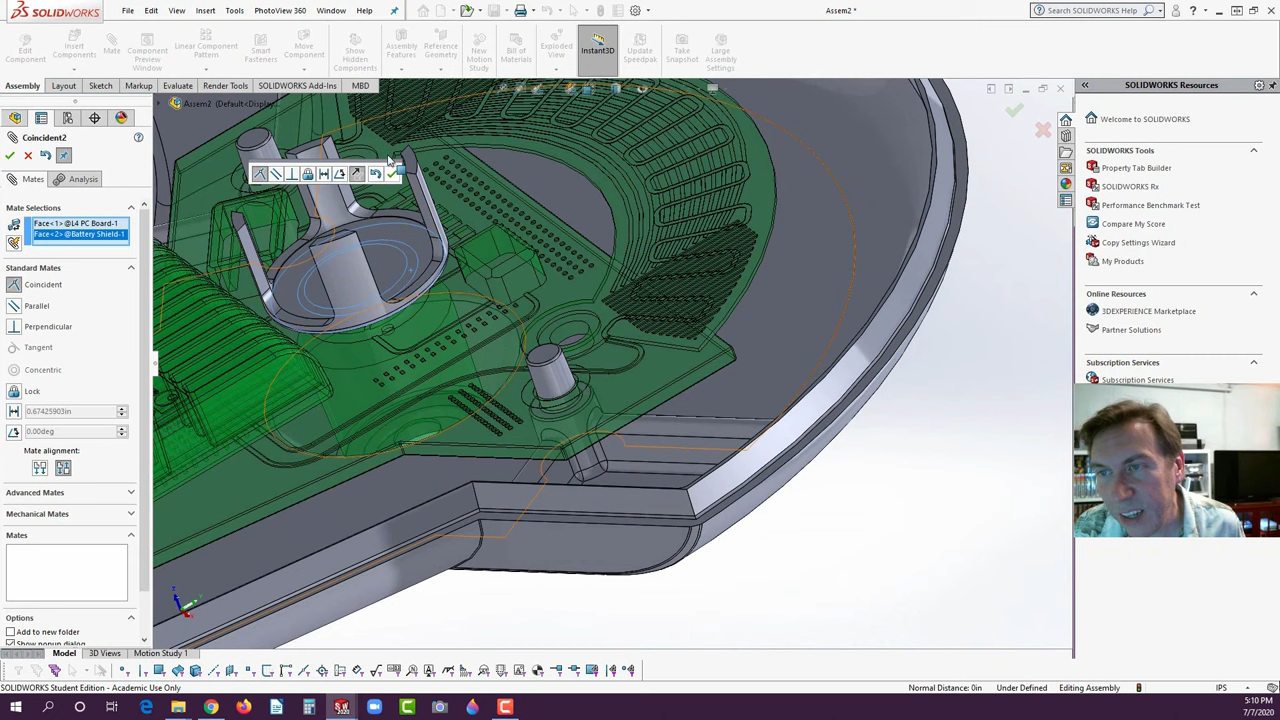 SOLIDWORKS File Edit View Insert Tools PhotoView 360 Window Help Assem2 * Search SOLIDWORKS Help
Edit Component
Insert Components
Mate
Component Preview Window
Linear Component Pattern
Smart Fasteners
Move Component
Show Hidden Components
Assembly Features
Reference Geometry
New Motion Study
Bill of Materials
Exploded View
Instant3D
Update Speedpak
Take Snapshot
Large Assembly Settings
Assembly Layout Sketch Markup Evaluate Render Tools SOLIDWORKS Add-Ins MBD
Assem2 (Default<Display_
Coincident2
Mates Analysis
Mate Selections
Face<1>@L4 PC Board-1
Face<2>@Battery Shield-1
Standard Mates
Coincident
Parallel
Perpendicular
Tangent
Concentric
Lock
0.67425903in
0.00deg
Mate alignment:
Advanced Mates
Mechanical Mates
Mates
Options
Add to new folder
Show popup dialog
SOLIDWORKS Resources
Welcome to SOLIDWORKS
SOLIDWORKS Tools
Property Tab Builder
SOLIDWORKS Rx
Performance Benchmark Test
Compare My Score
Copy Settings Wizard
My Products
Online Resources
3DEXPERIENCE Marketplace
Partner Solutions
Subscription Services
Subscription Services
Model 3D Views Motion Study 1
SOLIDWORKS Student Edition - Academic Use Only Normal Distance: 0in Under Defined Editing Assembly IPS
5:10 PM
7/7/2020